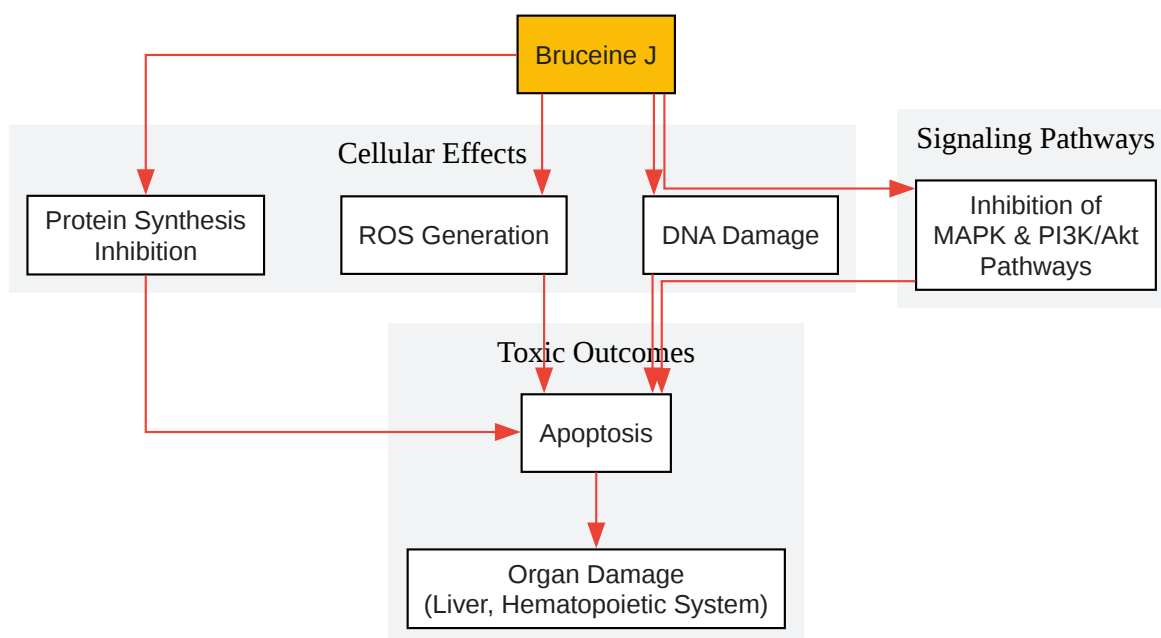 Bruceine J
Cellular Effects
Signaling Pathways
Protein Synthesis
Inhibition
ROS Generation
DNA Damage
Inhibition of
MAPK & PI3K/Akt
Pathways
Toxic Outcomes
Apoptosis
Organ Damage
(Liver, Hematopoietic System)